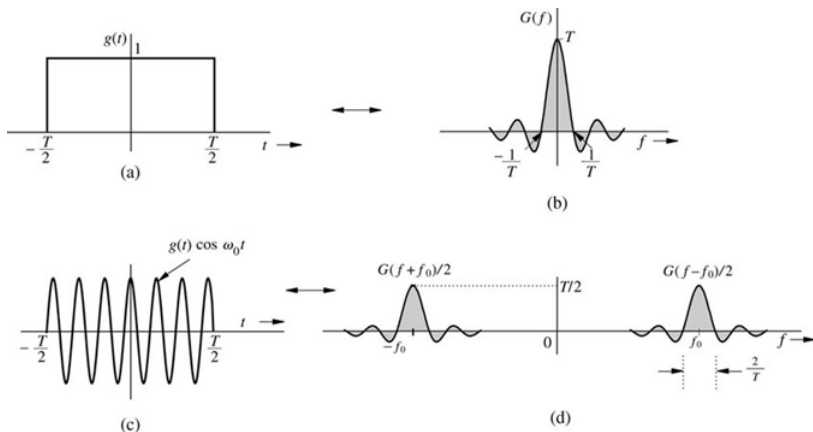 g(t)
1
- T/2
T/2
t
(a)
G(f)
T
- 1/T
1/T
f
(b)
g(t) cos ω₀t
- T/2
T/2
t
(c)
G(f+f₀)/2
G(f-f₀)/2
T/2
-f₀
0
f₀
f
2/T
(d)